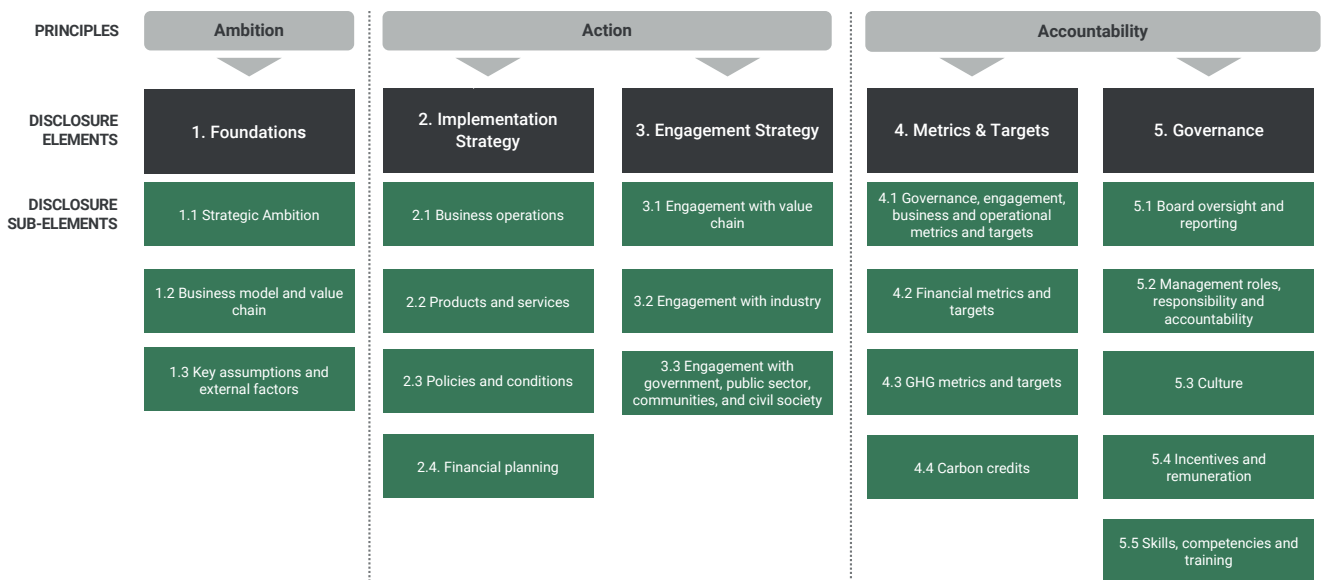 PRINCIPLES
Ambition
Action
Accountability
DISCLOSURE
ELEMENTS
1. Foundations
2. Implementation
Strategy
3. Engagement Strategy
4. Metrics & Targets
5. Governance
DISCLOSURE
SUB-ELEMENTS
1.1 Strategic Ambition
2.1 Business operations
3.1 Engagement with value
chain
4.1 Governance, engagement,
business and operational
metrics and targets
5.1 Board oversight and
reporting
1.2 Business model and value
chain
2.2 Products and services
3.2 Engagement with industry
4.2 Financial metrics and
targets
5.2 Management roles,
responsibility and
accountability
1.3 Key assumptions and
external factors
2.3 Policies and conditions
3.3 Engagement with
government, public sector,
communities, and civil society
4.3 GHG metrics and targets
5.3 Culture
2.4. Financial planning
4.4 Carbon credits
5.4 Incentives and
remuneration
5.5 Skills, competencies and
training